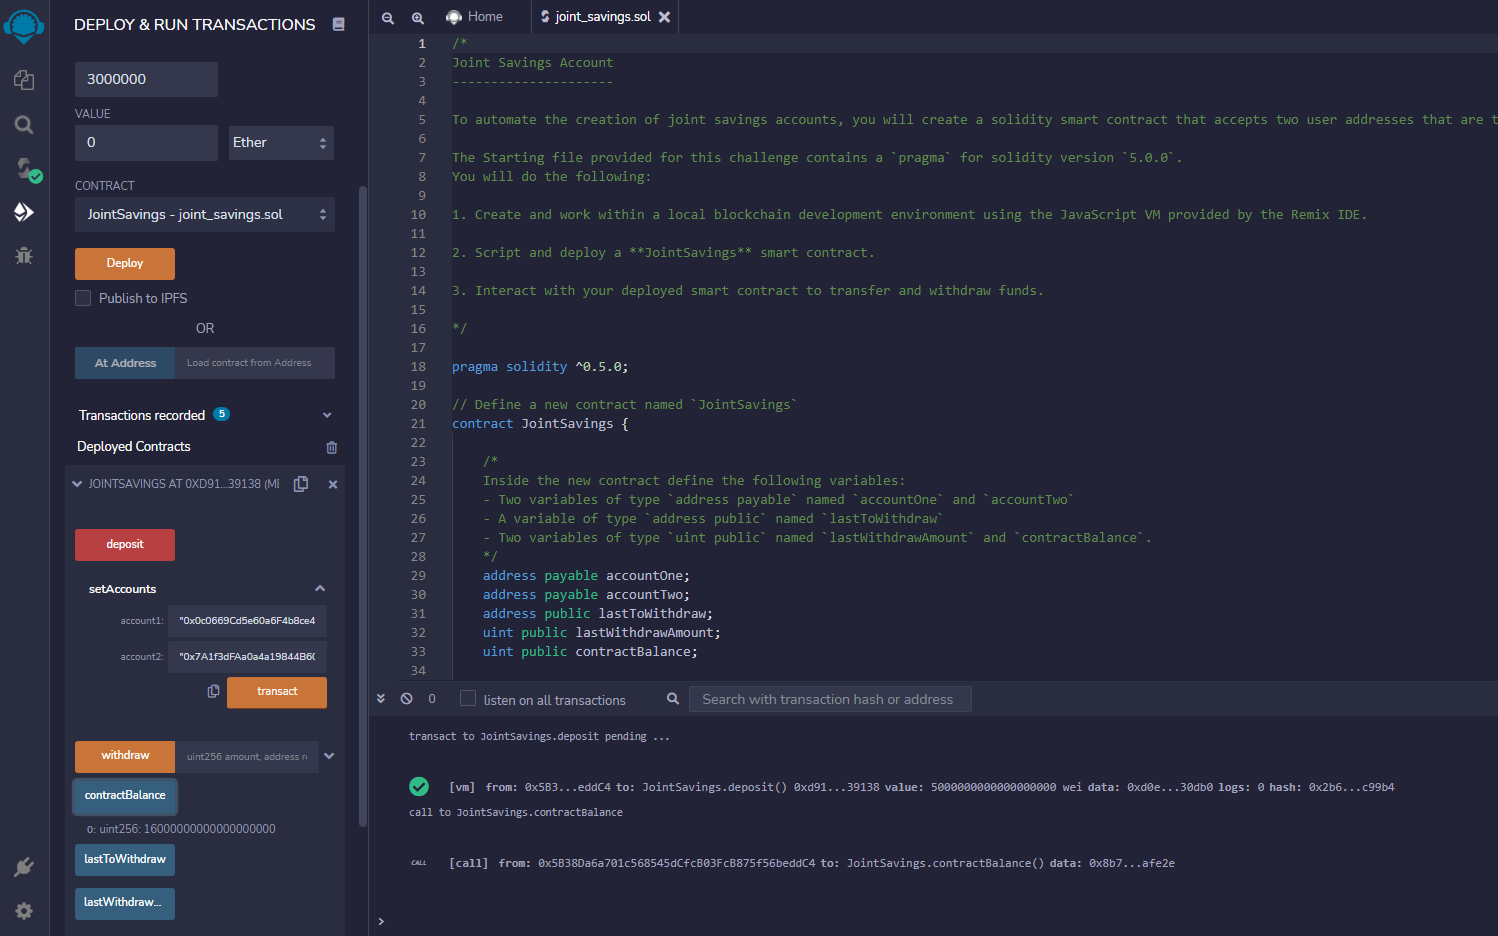 DEPLOY & RUN TRANSACTIONS
3000000
VALUE
0
Ether
CONTRACT
JointSavings - joint_savings.sol
Deploy
Publish to IPFS
OR
At Address
Load contract from Address
Transactions recorded 5
Deployed Contracts
JOINTSAVINGS AT 0XD91...39138 (ME
deposit
setAccounts
account1: "0x0c0669Cd5e60a6F4b8ce4
account2: "0x7A1f3dFAa0a4a19844B60
transact
withdraw
uint256 amount, address r
contractBalance
0: uint256: 16000000000000000000
lastToWithdraw
lastWithdraw...
Home
joint_savings.sol
1 /*
2 Joint Savings Account
3 ---------------------
4
5 To automate the creation of joint savings accounts, you will create a solidity smart contract that accepts two user addresses that are t
6
7 The Starting file provided for this challenge contains a `pragma` for solidity version `5.0.0`.
8 You will do the following:
9
10 1. Create and work within a local blockchain development environment using the JavaScript VM provided by the Remix IDE.
11
12 2. Script and deploy a **JointSavings** smart contract.
13
14 3. Interact with your deployed smart contract to transfer and withdraw funds.
15
16 */
17
18 pragma solidity ^0.5.0;
19
20 // Define a new contract named `JointSavings`
21 contract JointSavings {
22
23 /*
24 Inside the new contract define the following variables:
25 - Two variables of type `address payable` named `accountOne` and `accountTwo`
26 - A variable of type `address public` named `lastToWithdraw`
27 - Two variables of type `uint public` named `lastWithdrawAmount` and `contractBalance`.
28 */
29 address payable accountOne;
30 address payable accountTwo;
31 address public lastToWithdraw;
32 uint public lastWithdrawAmount;
33 uint public contractBalance;
34
0
listen on all transactions
Search with transaction hash or address
transact to JointSavings.deposit pending ...
[vm] from: 0x5B3...eddC4 to: JointSavings.deposit() 0xd91...39138 value: 5000000000000000000 wei data: 0xd0e...30db0 logs: 0 hash: 0x2b6...c99b4
call to JointSavings.contractBalance
CALL [call] from: 0x5B38Da6a701c568545dCfcB03FcB875f56beddC4 to: JointSavings.contractBalance() data: 0x8b7...afe2e
>